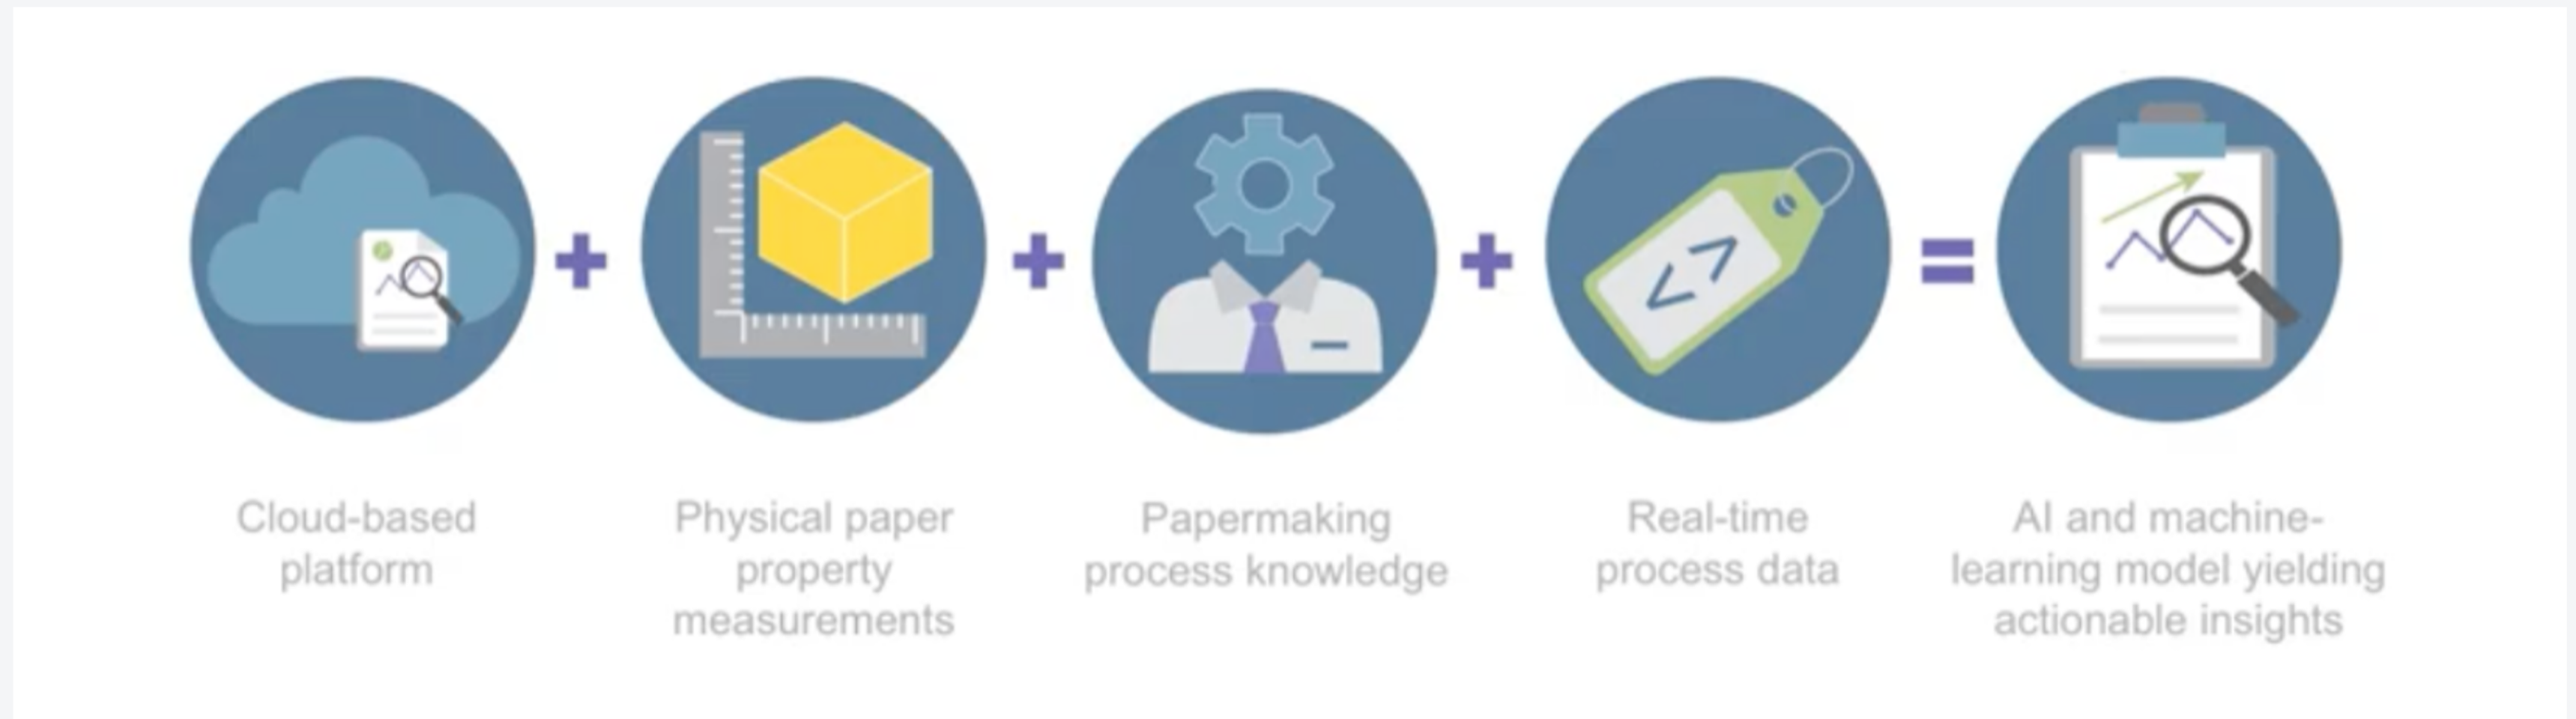 Cloud-based
platform
Physical paper
property
measurements
Papermaking
process knowledge
Real-time
process data
AI and machine-
learning model yielding
actionable insights